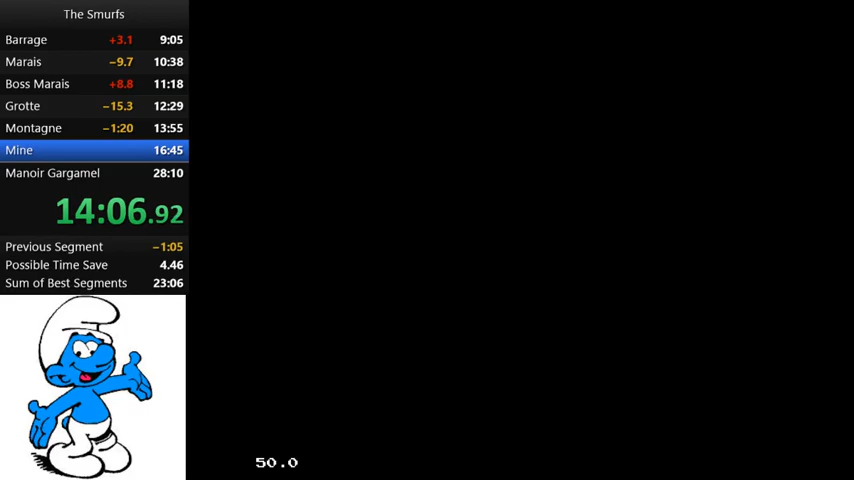 The Smurfs
Barrage +3.1 9:05
Marais −9.7 10:38
Boss Marais +8.8 11:18
Grotte −15.3 12:29
Montagne −1:20 13:55
Mine 16:45
Manoir Gargamel 28:10
14:06.92
Previous Segment −1:05
Possible Time Save 4.46
Sum of Best Segments 23:06
50.0